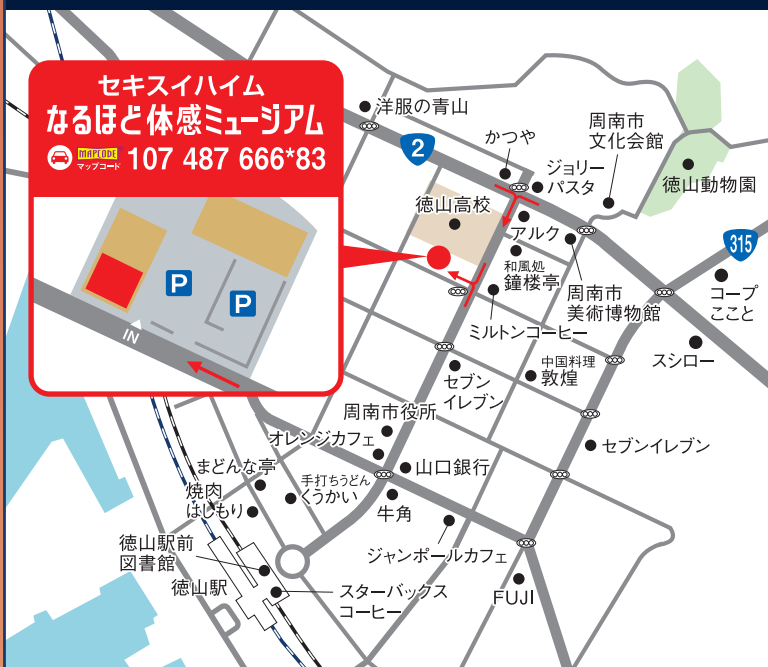 セキスイハイム
なるほど体感ミュージアム
MAPCODE
マップコード
107 487 666*83
P
P
IN
洋服の青山
2
かつや
周南市
文化会館
ジョリー
パスタ
徳山動物園
徳山高校
アルク
315
和風処
鐘楼亭
周南市
美術博物館
コープ
ここと
ミルトンコーヒー
スシロー
中国料理
敦煌
セブン
イレブン
周南市役所
オレンジカフェ
セブンイレブン
まどんな亭
山口銀行
手打ちうどん
くうかい
焼肉
はじもり
牛角
徳山駅前
図書館
ジャンポールカフェ
徳山駅
スターバックス
コーヒー
FUJI